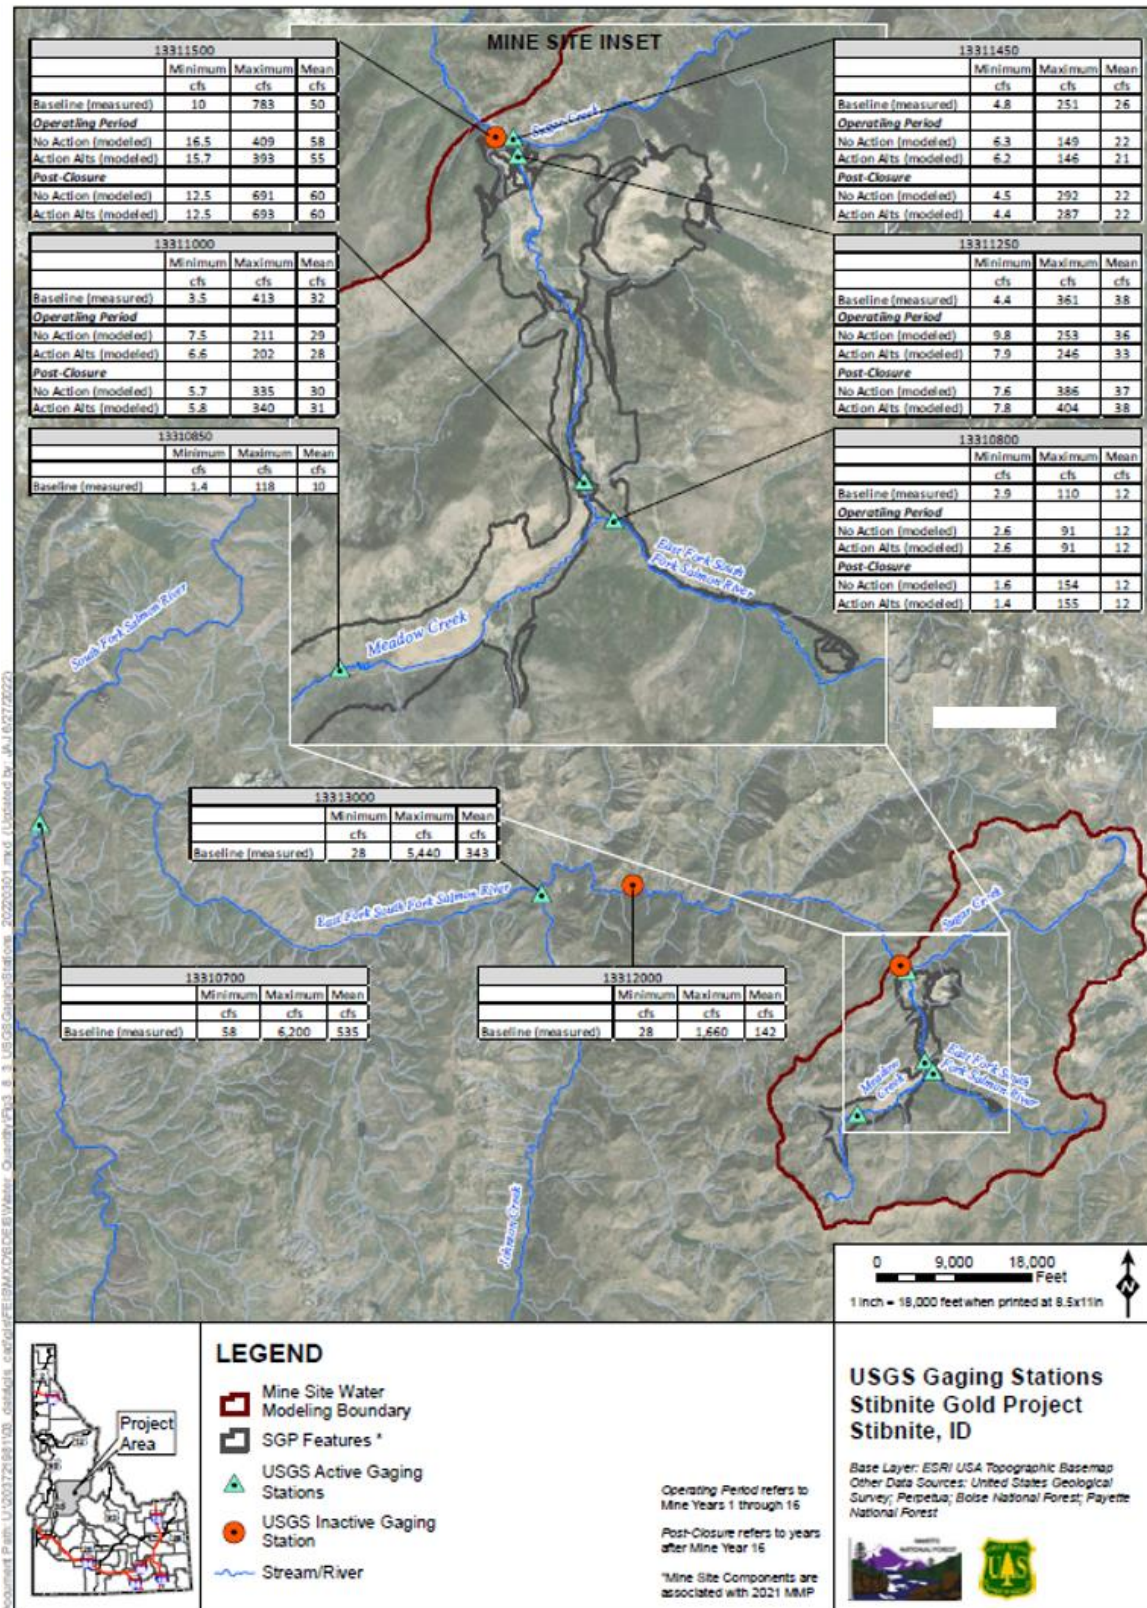 MINE SITE INSET
13311500
Minimum Maximum Mean
cfs cfs cfs
Baseline (measured) 10 783 50
Operatiing Period
No Action (modeled) 16.5 409 58
Action Alts (modeled) 15.7 393 55
Post-Closure
No Action (modeled) 12.5 691 60
Action Alts (modeled) 12.5 693 60
13311450
Minimum Maximum Mean
cfs cfs cfs
Baseline (measured) 4.8 251 26
Operatiing Period
No Action (modeled) 6.3 149 22
Action Alts (modeled) 6.2 146 21
Post-Closure
No Action (modeled) 4.5 292 22
Action Alts (modeled) 4.4 287 22
Sugar Creek
13311000
Minimum Maximum Mean
cfs cfs cfs
Baseline (measured) 3.5 413 32
Operatiing Period
No Action (modeled) 7.5 211 29
Action Alts (modeled) 6.6 202 28
Post-Closure
No Action (modeled) 5.7 335 30
Action Alts (modeled) 5.8 340 31
13311250
Minimum Maximum Mean
cfs cfs cfs
Baseline (measured) 4.4 361 38
Operatiing Period
No Action (modeled) 9.8 253 36
Action Alts (modeled) 7.9 246 33
Post-Closure
No Action (modeled) 7.6 386 37
Action Alts (modeled) 7.8 404 38
13310850
Minimum Maximum Mean
cfs cfs cfs
Baseline (measured) 1.4 118 10
13310800
Minimum Maximum Mean
cfs cfs cfs
Baseline (measured) 2.9 110 12
Operatiing Period
No Action (modeled) 2.6 91 12
Action Alts (modeled) 2.6 91 12
Post-Closure
No Action (modeled) 1.6 154 12
Action Alts (modeled) 1.4 155 12
East Fork South
Fork Salmon River
Meadow Creek
South Fork Salmon River
13313000
Minimum Maximum Mean
cfs cfs cfs
Baseline (measured) 28 5,440 343
East Fork South Fork Salmon River
Sugar Creek
13310700
Minimum Maximum Mean
cfs cfs cfs
Baseline (measured) 58 6,200 535
13312000
Minimum Maximum Mean
cfs cfs cfs
Baseline (measured) 28 1,660 142
Meadow
Creek
East Fork South
Fork Salmon River
Johnson Creek
0 9,000 18,000
Feet
1 inch = 18,000 feet when printed at 8.5x11in
N
Project
Area
LEGEND
Mine Site Water
Modeling Boundary
SGP Features *
USGS Active Gaging
Stations
USGS Inactive Gaging
Station
Stream/River
Operating Period refers to
Mine Years 1 through 16
Post-Closure refers to years
after Mine Year 16
*Mine Site Components are
associated with 2021 MMP
USGS Gaging Stations
Stibnite Gold Project
Stibnite, ID
Base Layer: ESRI USA Topographic Basemap
Other Data Sources: United States Geological
Survey; Perpetua; Boise National Forest; Payette
National Forest
NATIONAL FOREST
UAS